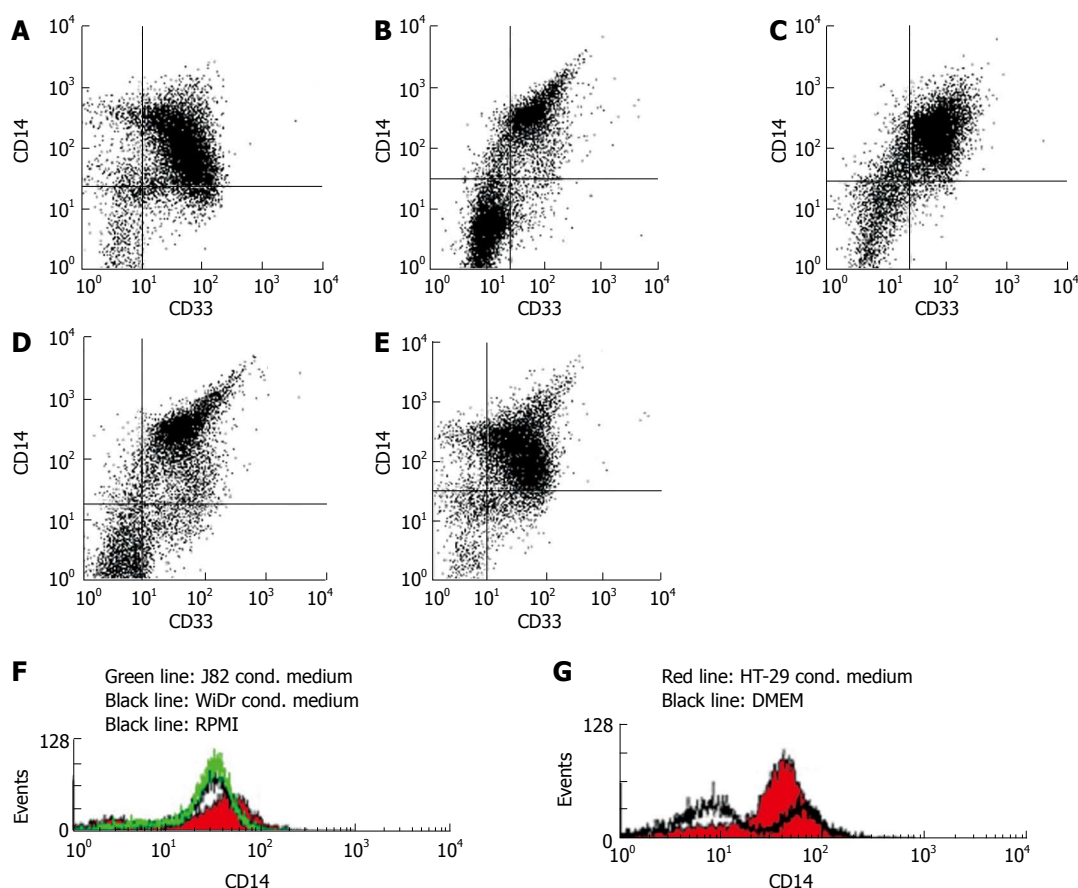 A
10⁴
10³
10²
10¹
10⁰
CD14
10⁰ 10¹ 10² 10³ 10⁴
CD33
B
10⁴
10³
10²
10¹
10⁰
CD14
10⁰ 10¹ 10² 10³ 10⁴
CD33
C
10⁴
10³
10²
10¹
10⁰
CD14
10⁰ 10¹ 10² 10³ 10⁴
CD33
D
10⁴
10³
10²
10¹
10⁰
CD14
10⁰ 10¹ 10² 10³ 10⁴
CD33
E
10⁴
10³
10²
10¹
10⁰
CD14
10⁰ 10¹ 10² 10³ 10⁴
CD33
F
Green line: J82 cond. medium
Black line: WiDr cond. medium
Black line: RPMI
128
Events
0
10⁰ 10¹ 10² 10³ 10⁴
CD14
G
Red line: HT-29 cond. medium
Black line: DMEM
128
Events
0
10⁰ 10¹ 10² 10³ 10⁴
CD14